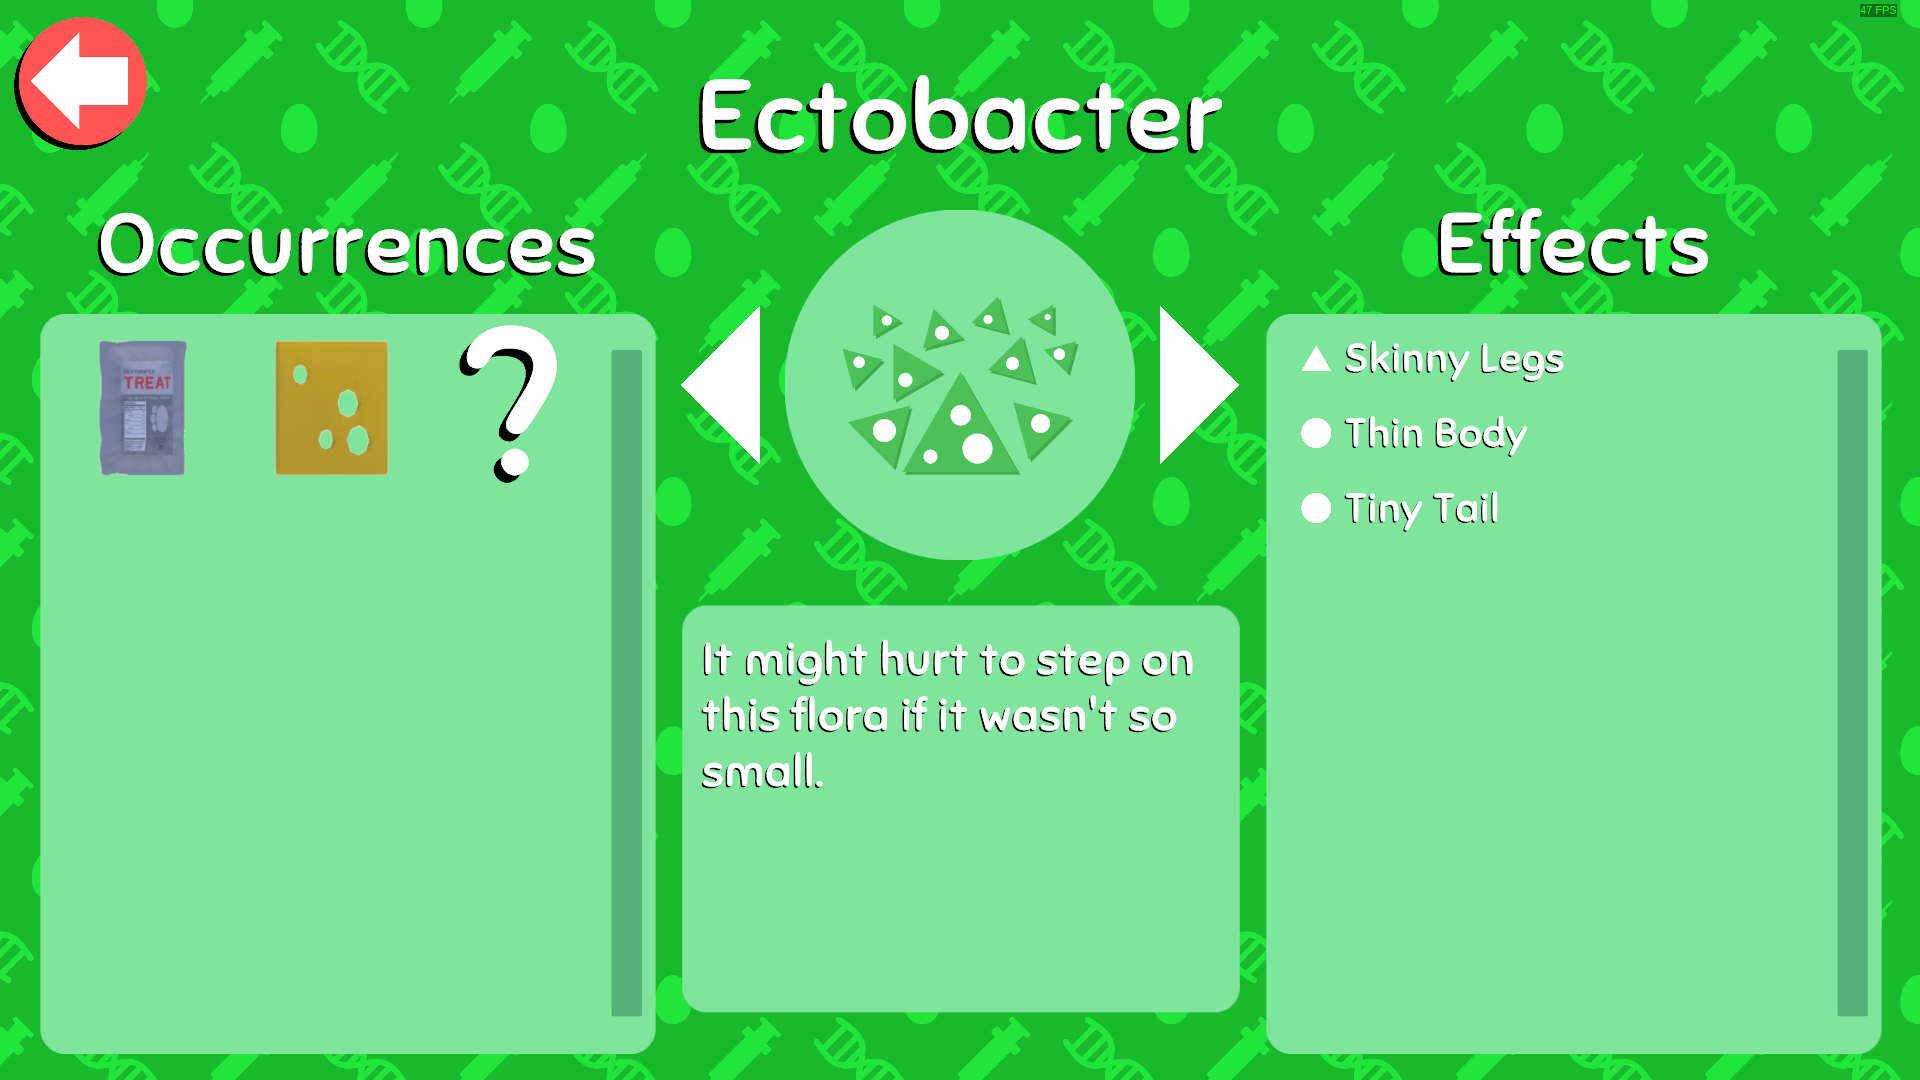 47 FPS
Ectobacter
Occurrences
Effects
TREAT
?
Skinny Legs
Thin Body
Tiny Tail
It might hurt to step on
this flora if it wasn't so
small.